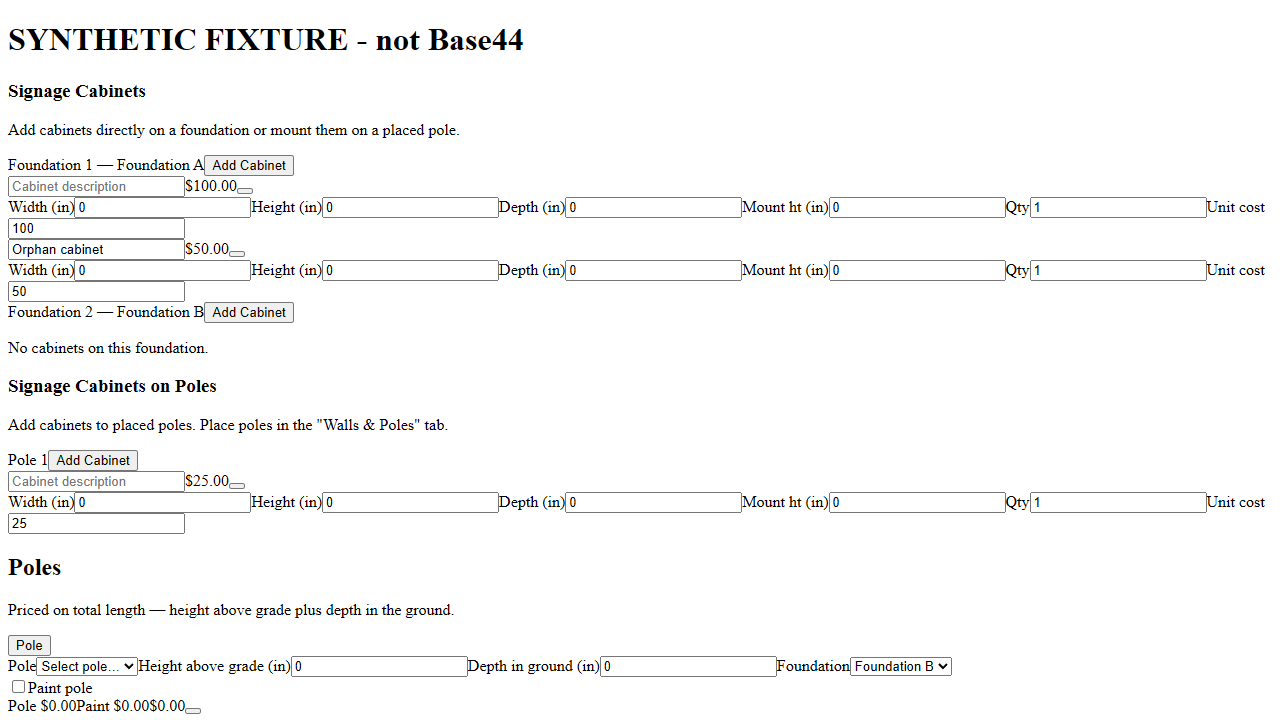 SYNTHETIC FIXTURE - not Base44
Signage Cabinets
Add cabinets directly on a foundation or mount them on a placed pole.
Foundation 1 — Foundation A Add Cabinet
Cabinet description $100.00
Width (in) 0 Height (in) 0 Depth (in) 0 Mount ht (in) 0 Qty 1 Unit cost
100
Orphan cabinet $50.00
Width (in) 0 Height (in) 0 Depth (in) 0 Mount ht (in) 0 Qty 1 Unit cost
50
Foundation 2 — Foundation B Add Cabinet
No cabinets on this foundation.
Signage Cabinets on Poles
Add cabinets to placed poles. Place poles in the "Walls & Poles" tab.
Pole 1 Add Cabinet
Cabinet description $25.00
Width (in) 0 Height (in) 0 Depth (in) 0 Mount ht (in) 0 Qty 1 Unit cost
25
Poles
Priced on total length — height above grade plus depth in the ground.
Pole
Pole Select pole... Height above grade (in) 0 Depth in ground (in) 0 Foundation Foundation B
Paint pole
Pole $0.00Paint $0.00$0.00